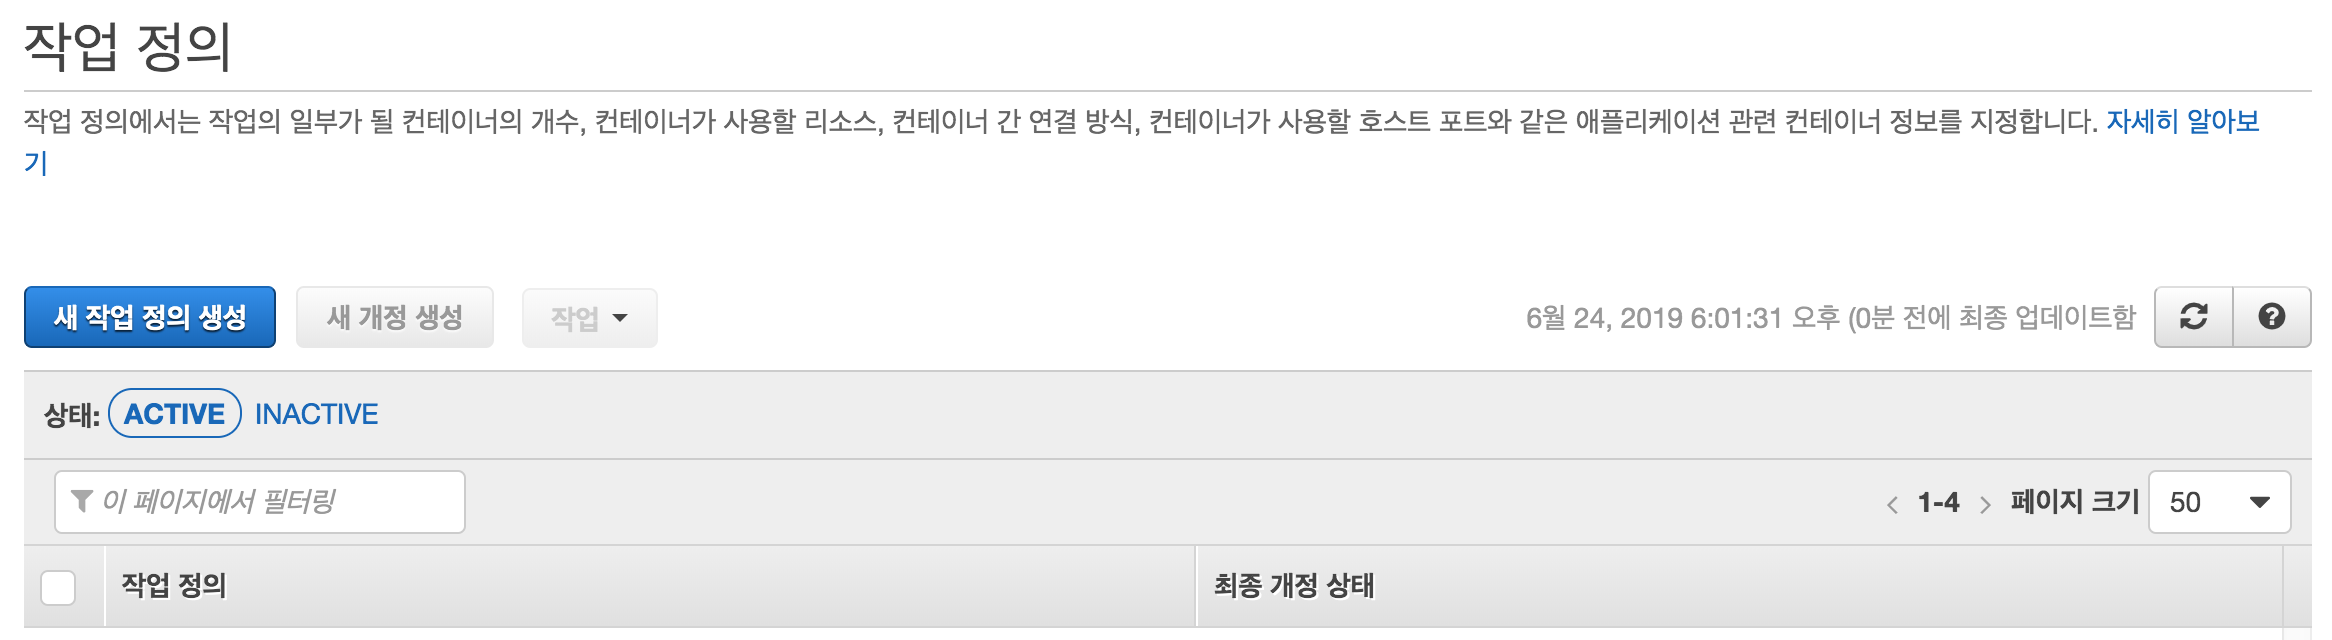 작업 정의
작업 정의에서는 작업의 일부가 될 컨테이너의 개수, 컨테이너가 사용할 리소스, 컨테이너 간 연결 방식, 컨테이너가 사용할 호스트 포트와 같은 애플리케이션 관련 컨테이너 정보를 지정합니다. 자세히 알아보
기
새 작업 정의 생성 새 개정 생성 작업 6월 24, 2019 6:01:31 오후 (0분 전에 최종 업데이트함
상태: ACTIVE INACTIVE
이 페이지에서 필터링 < 1-4 > 페이지 크기 50
작업 정의 최종 개정 상태